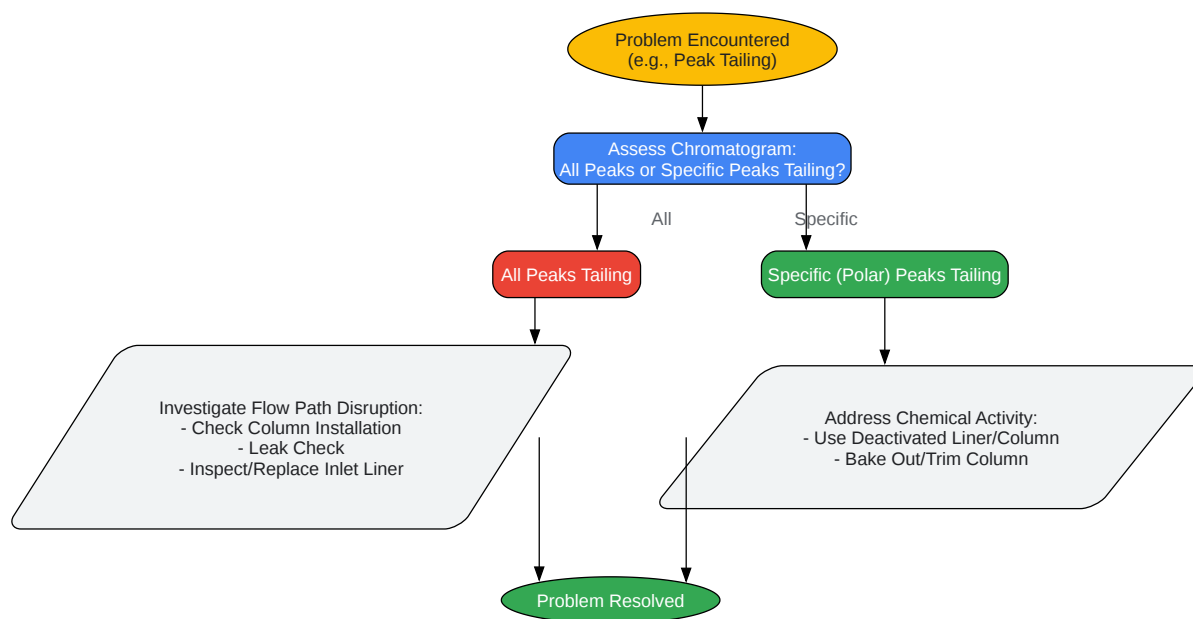 Problem Encountered
(e.g., Peak Tailing)
Assess Chromatogram:
All Peaks or Specific Peaks Tailing?
All
Specific
All Peaks Tailing
Specific (Polar) Peaks Tailing
Investigate Flow Path Disruption:
- Check Column Installation
- Leak Check
- Inspect/Replace Inlet Liner
Address Chemical Activity:
- Use Deactivated Liner/Column
- Bake Out/Trim Column
Problem Resolved